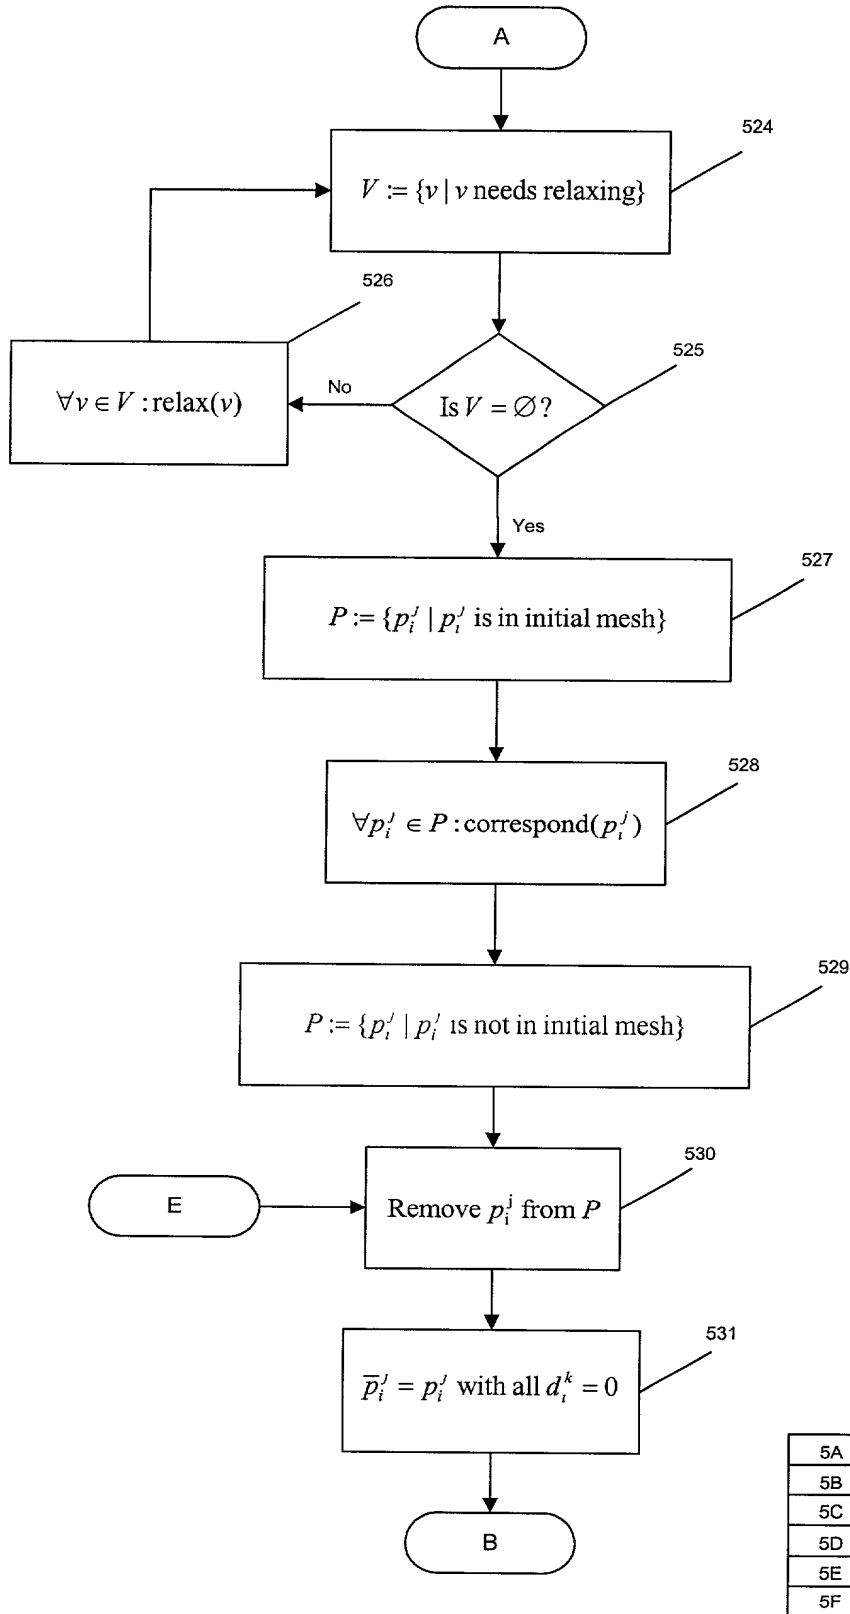 A
524
V := {v | v needs relaxing}
526
525
∀v ∈ V : relax(v)
No
Is V = ∅?
Yes
527
P := {p_i^j | p_i^j is in initial mesh}
528
∀p_i^j ∈ P : correspond(p_i^j)
529
P := {p_i^j | p_i^j is not in initial mesh}
530
E
Remove p_i^j from P
531
p̅_i^j = p_i^j with all d_i^k = 0
5A
5B
B
5C
5D
5E
5F